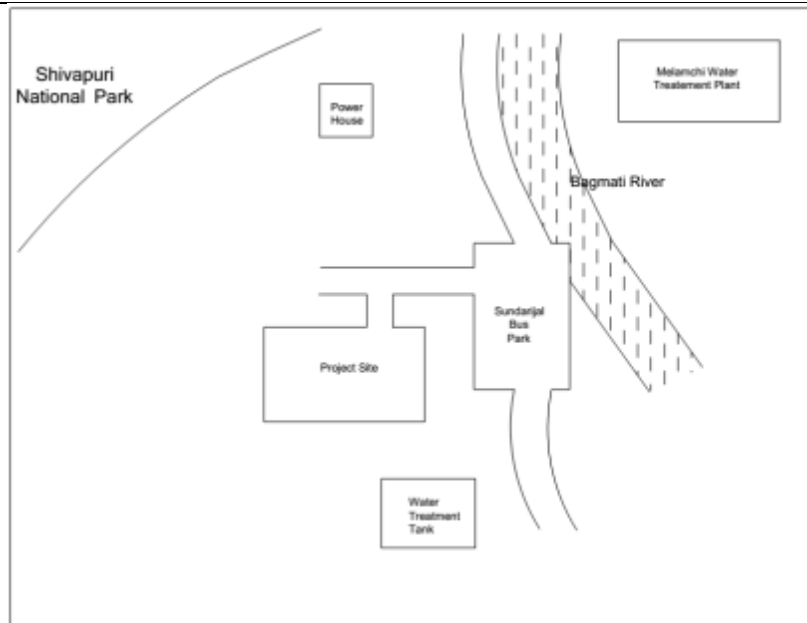 Shivapuri
National Park
Power
House
Melamchi Water
Treatement Plant
Bagmati River
Sundarijal
Bus
Park
Project Site
Water
Treatment
Tank